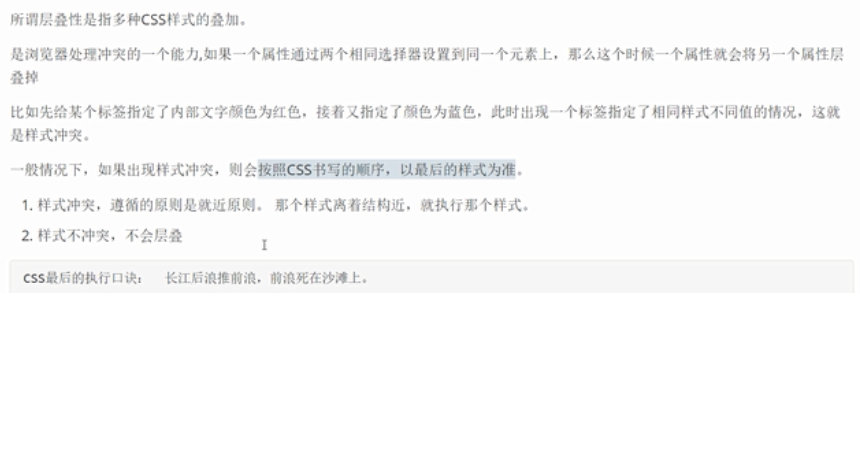 所谓层叠性是指多种CSS样式的叠加。
是浏览器处理冲突的一个能力,如果一个属性通过两个相同选择器设置到同一个元素上，那么这个时候一个属性就会将另一个属性层
叠掉
比如先给某个标签指定了内部文字颜色为红色，接着又指定了颜色为蓝色，此时出现一个标签指定了相同样式不同值的情况，这就
是样式冲突。
一般情况下，如果出现样式冲突，则会按照CSS书写的顺序，以最后的样式为准。
1. 样式冲突，遵循的原则是就近原则。 那个样式离着结构近，就执行那个样式。
2. 样式不冲突，不会层叠
CSS最后的执行口诀： 长江后浪推前浪，前浪死在沙滩上。